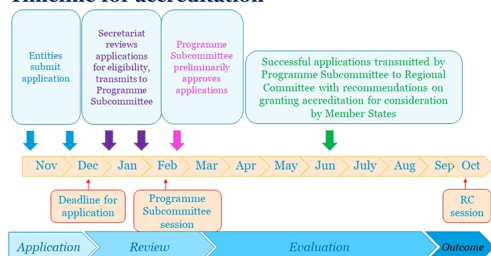 Timeline for accreditation
Entities
submit
application
Secretariat
reviews
applications
for eligibility,
transmits to
Programme
Subcommittee
Programme
Subcommittee
preliminarily
approves
applications
Successful applications transmitted by
Programme Subcommittee to Regional
Committee with recommendations on
granting accreditation for consideration
by Member States
Nov Dec Jan Feb Mar Apr May Jun July Aug Sep Oct
Deadline for
application
Programme
Subcommittee
session
RC
session
Application Review Evaluation Outcome